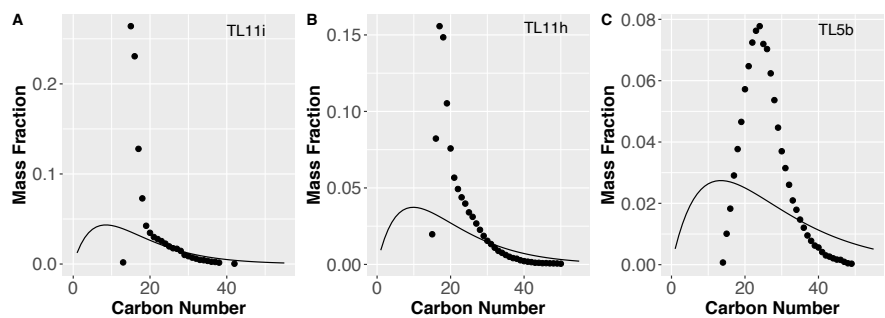 A
TL11i
Mass Fraction
0.2
0.1
0.0
0
20
40
Carbon Number
B
TL11h
Mass Fraction
0.15
0.10
0.05
0.00
0
20
40
Carbon Number
C
TL5b
Mass Fraction
0.08
0.06
0.04
0.02
0.00
0
20
40
Carbon Number